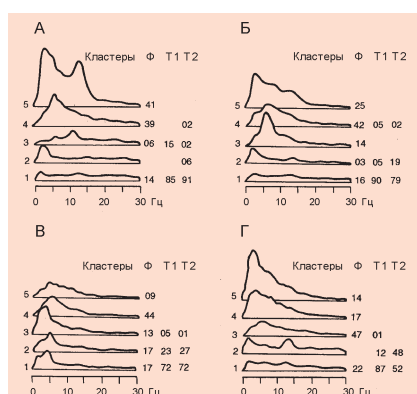 А
Кластеры Ф Т1 Т2
5 41
4 39 02
3 06 15 02
2 06
1 14 85 91
0 10 20 30 Гц
Б
Кластеры Ф Т1 Т2
5 25
4 42 05 02
3 14
2 03 05 19
1 16 90 79
0 10 20 30 Гц
В
Кластеры Ф Т1 Т2
5 09
4 44
3 13 05 01
2 17 23 27
1 17 72 72
0 10 20 30 Гц
Г
Кластеры Ф Т1 Т2
5 14
4 17
3 47 01
2 12 48
1 22 87 52
0 10 20 30 Гц